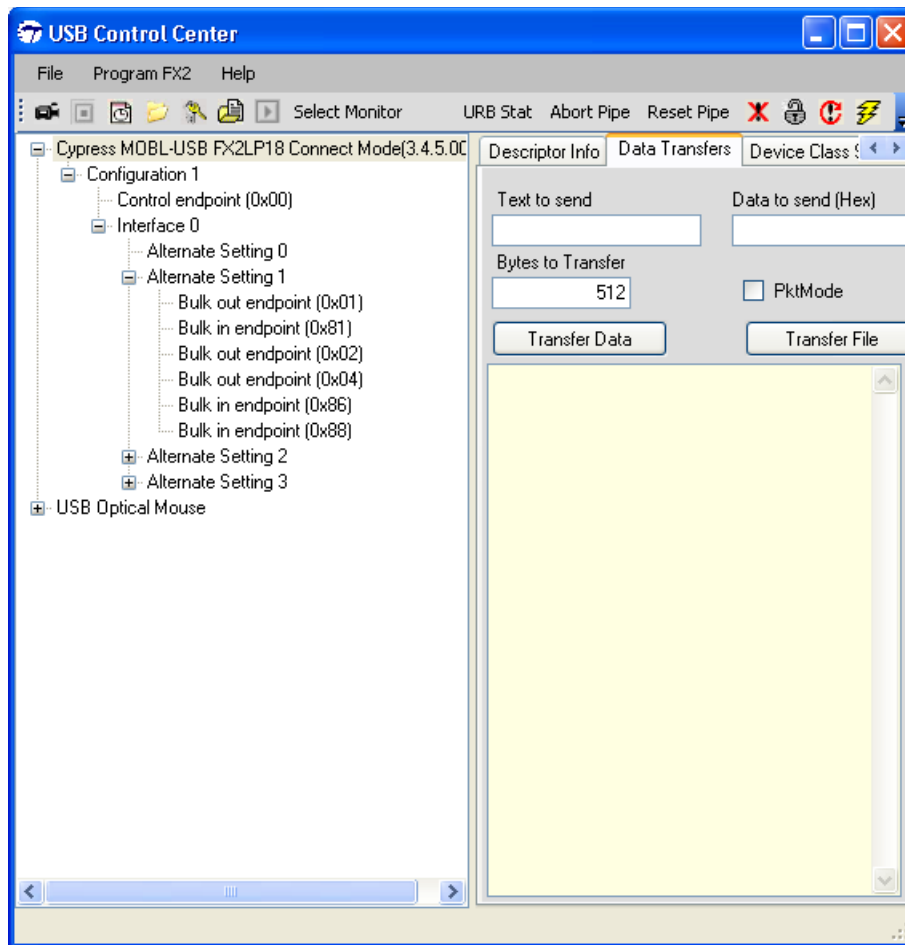 USB Control Center
File Program FX2 Help
Select Monitor URB Stat Abort Pipe Reset Pipe
Cypress MOBL-USB FX2LP18 Connect Mode(3.4.5.0
Configuration 1
Control endpoint (0x00)
Interface 0
Alternate Setting 0
Alternate Setting 1
Bulk out endpoint (0x01)
Bulk in endpoint (0x81)
Bulk out endpoint (0x02)
Bulk out endpoint (0x04)
Bulk in endpoint (0x86)
Bulk in endpoint (0x88)
Alternate Setting 2
Alternate Setting 3
USB Optical Mouse
Descriptor Info Data Transfers Device Class
Text to send Data to send (Hex)
Bytes to Transfer
512 PktMode
Transfer Data Transfer File